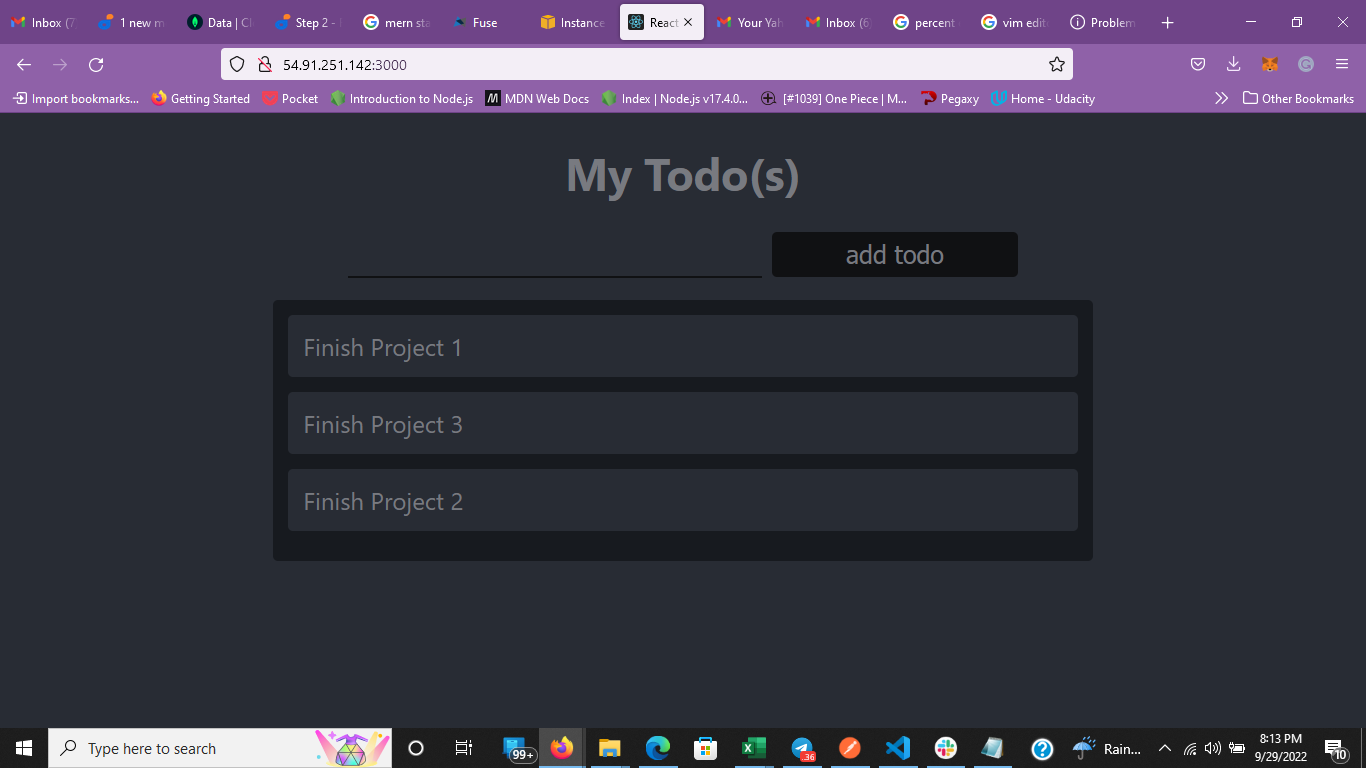 Inbox (7
1 new m
Data | Cl
Step 2 -
mern sta
Fuse
Instance
React
Your Yah
Inbox (6)
percent
vim edit
Problem
54.91.251.142:3000
Import bookmarks...
Getting Started
Pocket
Introduction to Node.js
M MDN Web Docs
Index | Node.js v17.4.0...
[#1039] One Piece | M...
Pegaxy
Home - Udacity
Other Bookmarks
My Todo(s)
add todo
Finish Project 1
Finish Project 3
Finish Project 2
Type here to search
99+
.36
Rain...
8:13 PM
9/29/2022
10